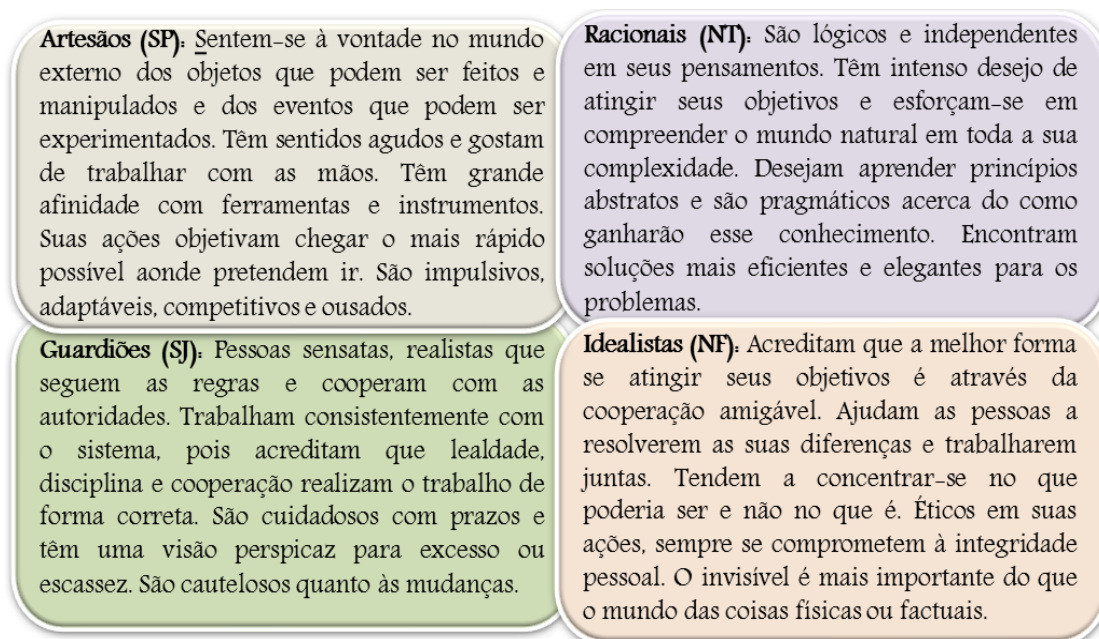 Artesãos (SP): Sentem-se à vontade no mundo
externo dos objetos que podem ser feitos e
manipulados e dos eventos que podem ser
experimentados. Têm sentidos agudos e gostam
de trabalhar com as mãos. Têm grande
afinidade com ferramentas e instrumentos.
Suas ações objetivam chegar o mais rápido
possível aonde pretendem ir. São impulsivos,
adaptáveis, competitivos e ousados.
Racionais (NT): São lógicos e independentes
em seus pensamentos. Têm intenso desejo de
atingir seus objetivos e esforçam-se em
compreender o mundo natural em toda a sua
complexidade. Desejam aprender princípios
abstratos e são pragmáticos acerca do como
ganharão esse conhecimento. Encontram
soluções mais eficientes e elegantes para os
problemas.
Guardiões (SJ): Pessoas sensatas, realistas que
seguem as regras e cooperam com as
autoridades. Trabalham consistentemente com
o sistema, pois acreditam que lealdade,
disciplina e cooperação realizam o trabalho de
forma correta. São cuidadosos com prazos e
têm uma visão perspicaz para excesso ou
escassez. São cautelosos quanto às mudanças.
Idealistas (NF): Acreditam que a melhor forma
se atingir seus objetivos é através da
cooperação amigável. Ajudam as pessoas a
resolverem as suas diferenças e trabalharem
juntas. Tendem a concentrar-se no que
poderia ser e não no que é. Éticos em suas
ações, sempre se comprometem à integridade
pessoal. O invisível é mais importante do que
o mundo das coisas físicas ou factuais.